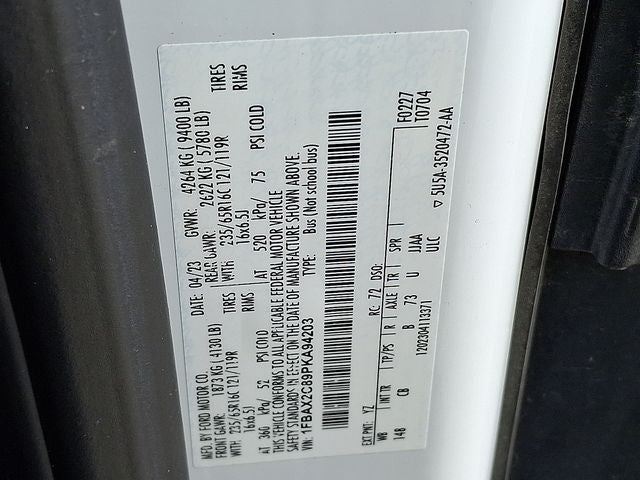 MFD. BY FORD MOTOR CO. DATE: 04/23 GVWR: 4264 KG ( 9400 LB)
FRONT GAWR: 1873 KG ( 4130 LB) REAR GAWR: 2622 KG ( 5780 LB)
WITH 235/65R16C 121/119R TIRES WITH 235/65R16C 121/119R TIRES
16x6.5J RIMS 16x6.5J RIMS
AT 360 kPa/ 52 PSI COLD AT 520 kPa/ 75 PSI COLD
THIS VEHICLE CONFORMS TO ALL APPLICABLE FEDERAL MOTOR VEHICLE
SAFETY STANDARDS IN EFFECT ON THE DATE OF MANUFACTURE SHOWN ABOVE.
VIN: 1FBAX2C89PKA94203 TYPE: Bus (Not school bus)
F0227
T0704
EXT PNT: YZ RC: 72 DSO:
WB INT TR TP/PS R AXLE TR SPR
148 CB B 73 U JJAA
12020304113371 ULC
▽ 5U5A-3520472-AA